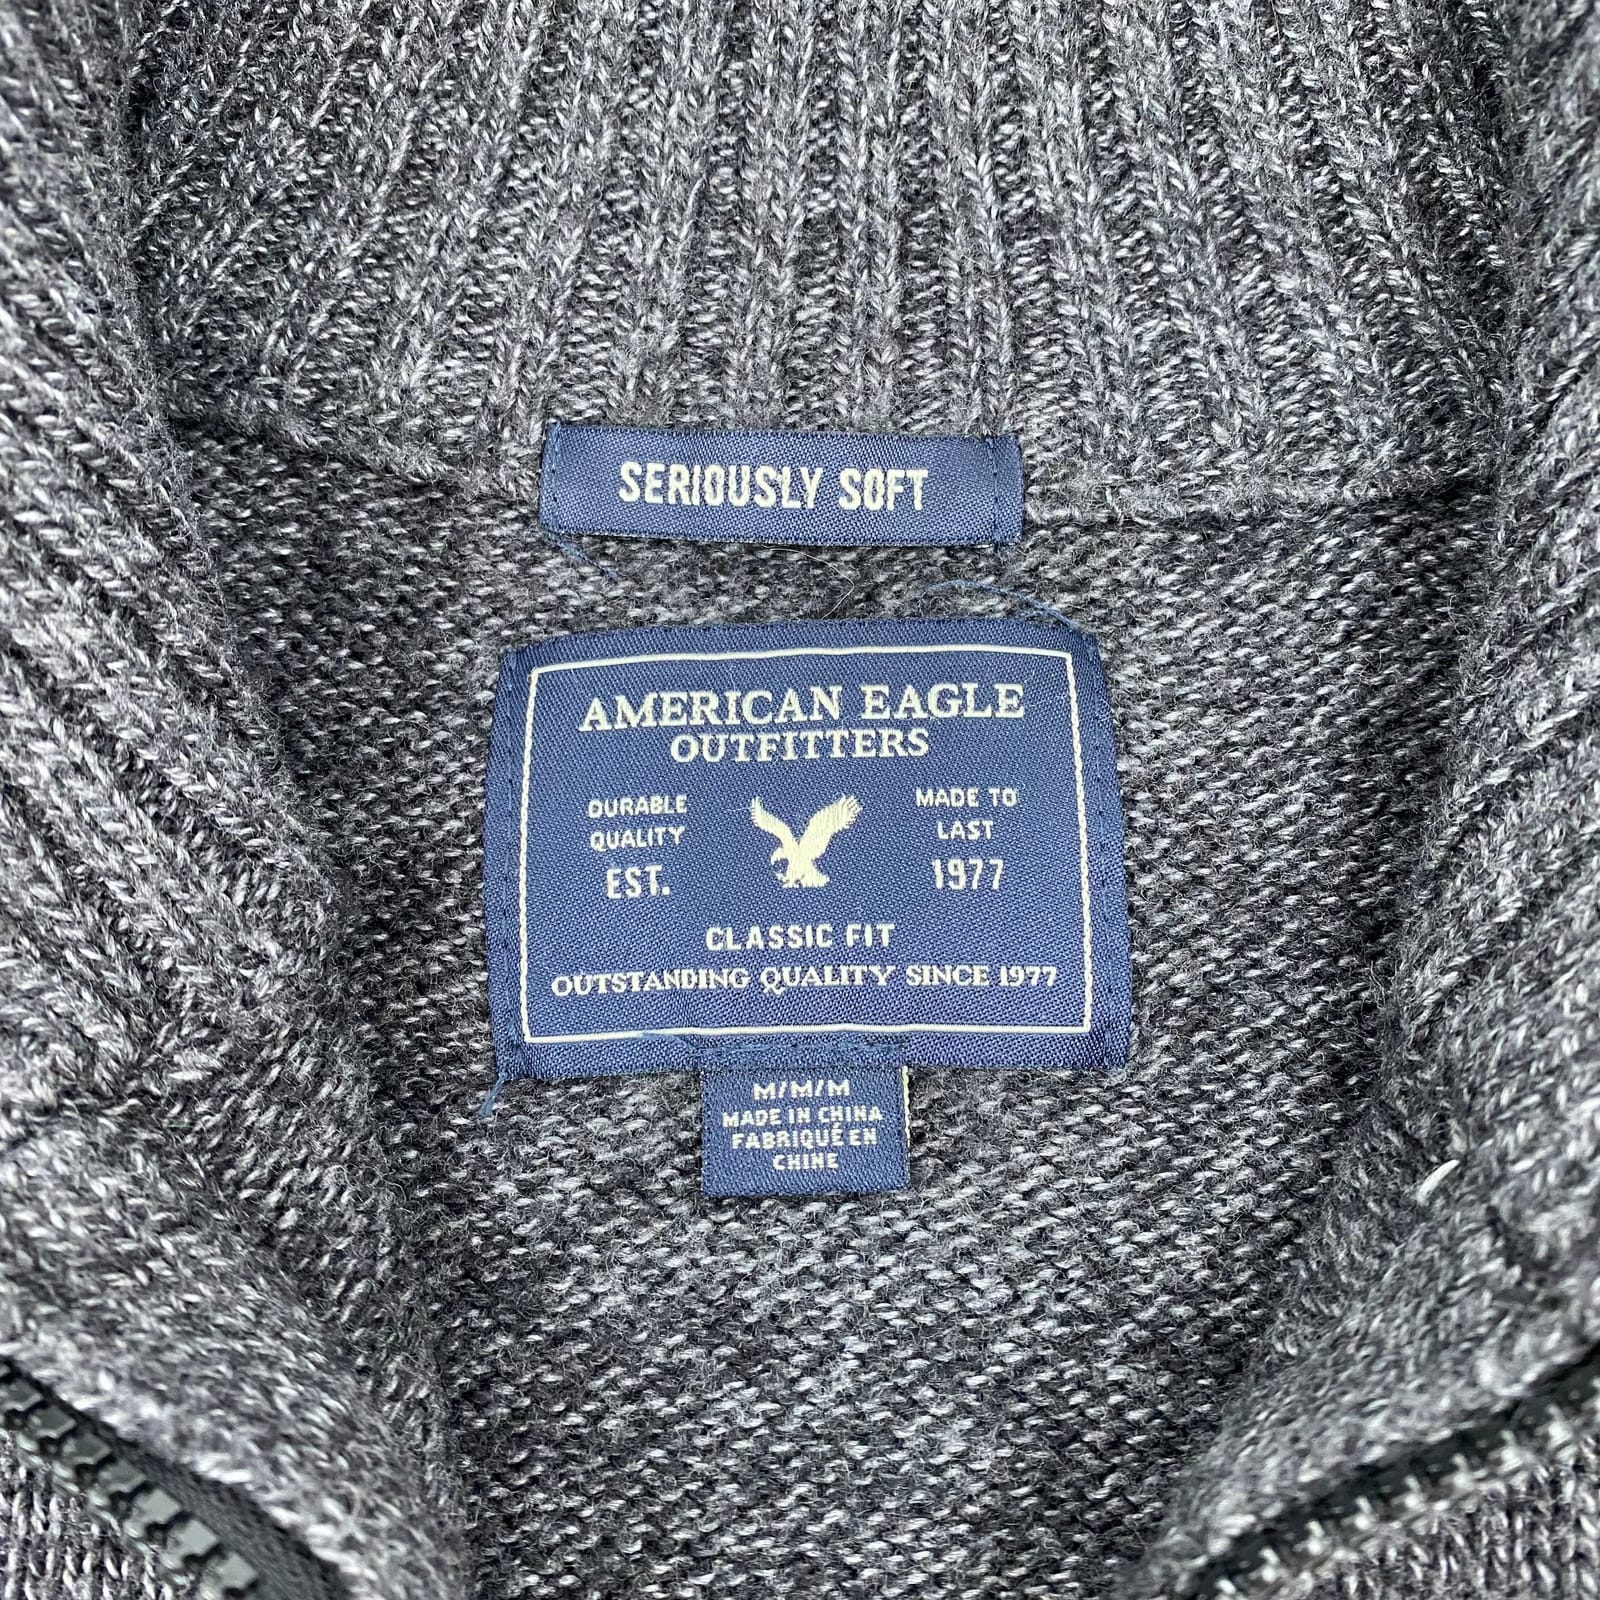 SERIOUSLY SOFT
AMERICAN EAGLE
OUTFITTERS
DURABLE
QUALITY
EST.
MADE TO
LAST
1977
CLASSIC FIT
OUTSTANDING QUALITY SINCE 1977
M/M/M
MADE IN CHINA
FABRIQUÉ EN
CHINE